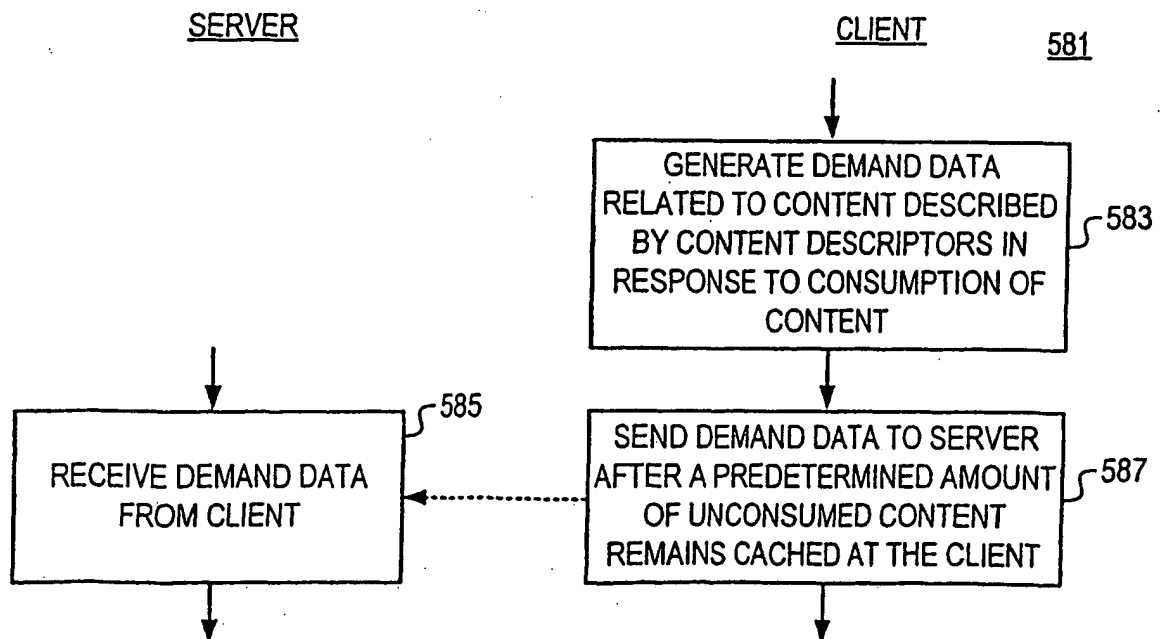 SERVER
CLIENT
581
GENERATE DEMAND DATA
RELATED TO CONTENT DESCRIBED
BY CONTENT DESCRIPTORS IN
RESPONSE TO CONSUMPTION OF
CONTENT
583
585
RECEIVE DEMAND DATA
FROM CLIENT
SEND DEMAND DATA TO SERVER
AFTER A PREDETERMINED AMOUNT
OF UNCONSUMED CONTENT
REMAINS CACHED AT THE CLIENT
587